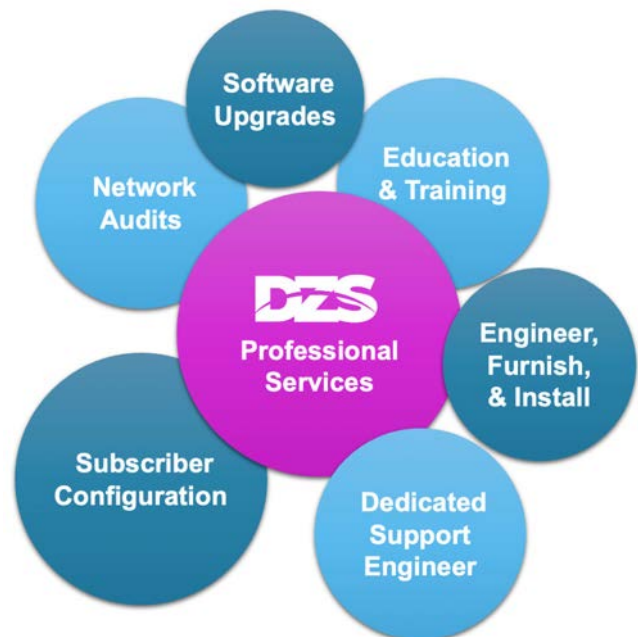 Software
Upgrades
Education
& Training
Network
Audits
DZS
Professional
Services
Engineer,
Furnish,
& Install
Subscriber
Configuration
Dedicated
Support
Engineer